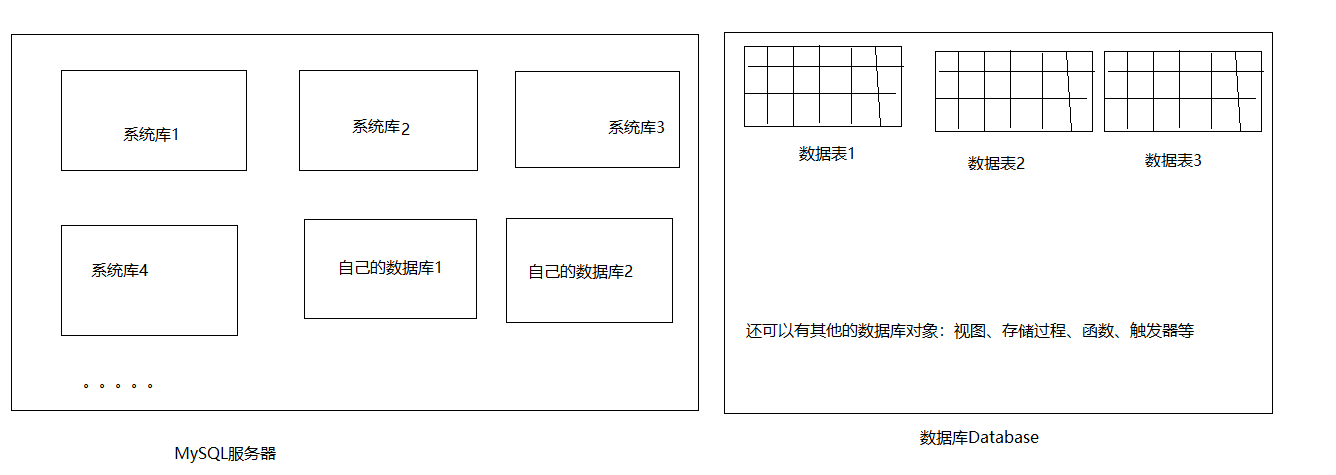 系统库1
系统库2
系统库3
系统库4
自己的数据库1
自己的数据库2
。。。。。
MySQL服务器
数据表1
数据表2
数据表3
还可以有其他的数据库对象：视图、存储过程、函数、触发器等
数据库Database